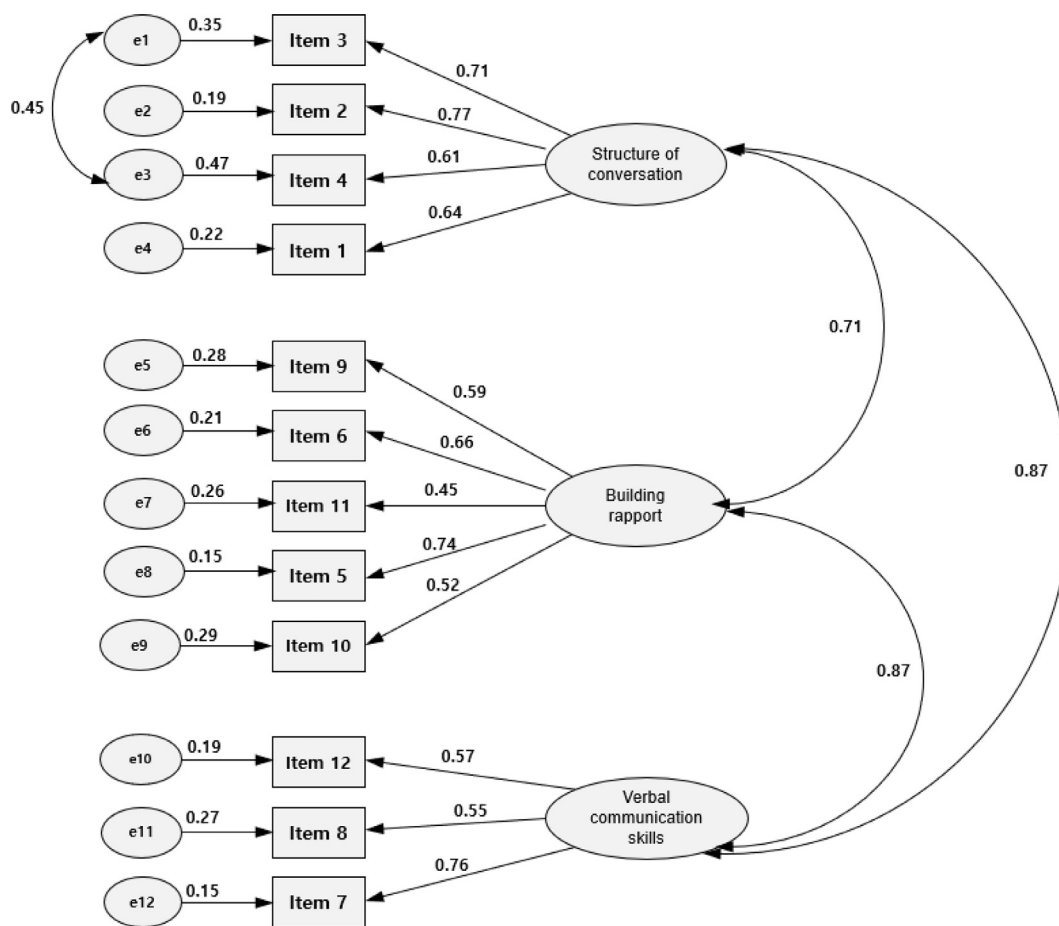 e1 0.35 Item 3
0.71
e2 0.19 Item 2
0.77
0.45
e3 0.47 Item 4
0.61
Structure of
conversation
e4 0.22 Item 1
0.64
0.71
e5 0.28 Item 9
0.59
e6 0.21 Item 6
0.66
0.87
e7 0.26 Item 11
0.45
Building
rapport
e8 0.15 Item 5
0.74
e9 0.29 Item 10
0.52
0.87
e10 0.19 Item 12
0.57
e11 0.27 Item 8
0.55
Verbal
communication
skills
e12 0.15 Item 7
0.76